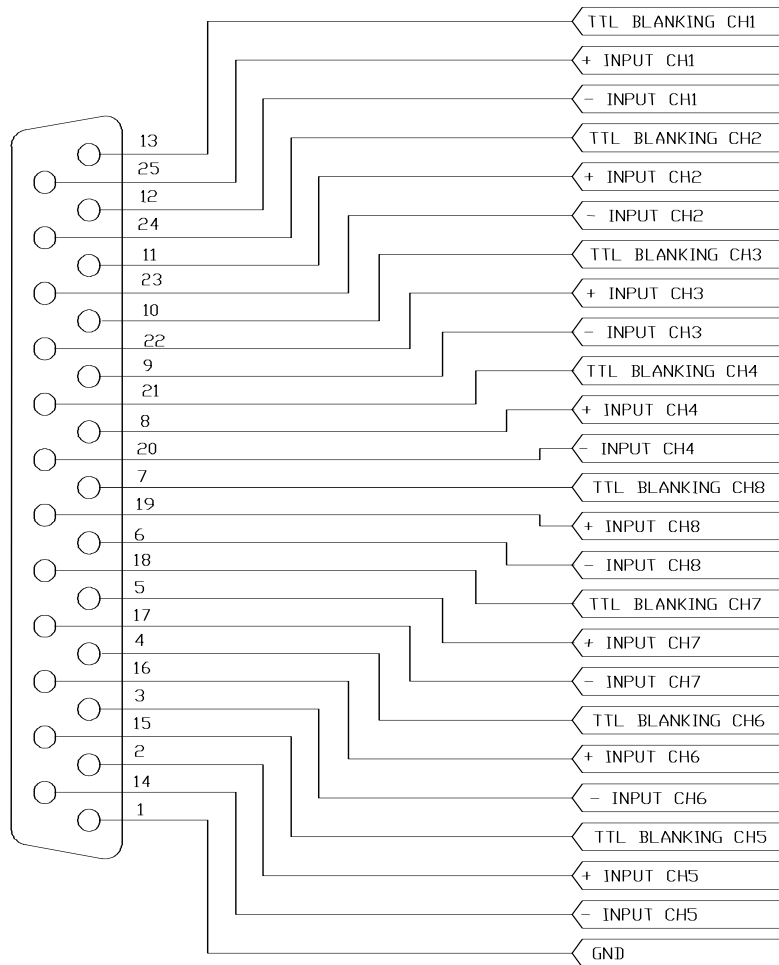 TTL BLANKING CH1
+ INPUT CH1
- INPUT CH1
13
TTL BLANKING CH2
25
+ INPUT CH2
12
- INPUT CH2
24
11
TTL BLANKING CH3
23
+ INPUT CH3
10
- INPUT CH3
22
9
TTL BLANKING CH4
21
+ INPUT CH4
8
20
- INPUT CH4
7
TTL BLANKING CH8
19
+ INPUT CH8
6
18
- INPUT CH8
5
TTL BLANKING CH7
17
+ INPUT CH7
4
16
- INPUT CH7
3
TTL BLANKING CH6
15
2
+ INPUT CH6
14
- INPUT CH6
1
TTL BLANKING CH5
+ INPUT CH5
- INPUT CH5
GND